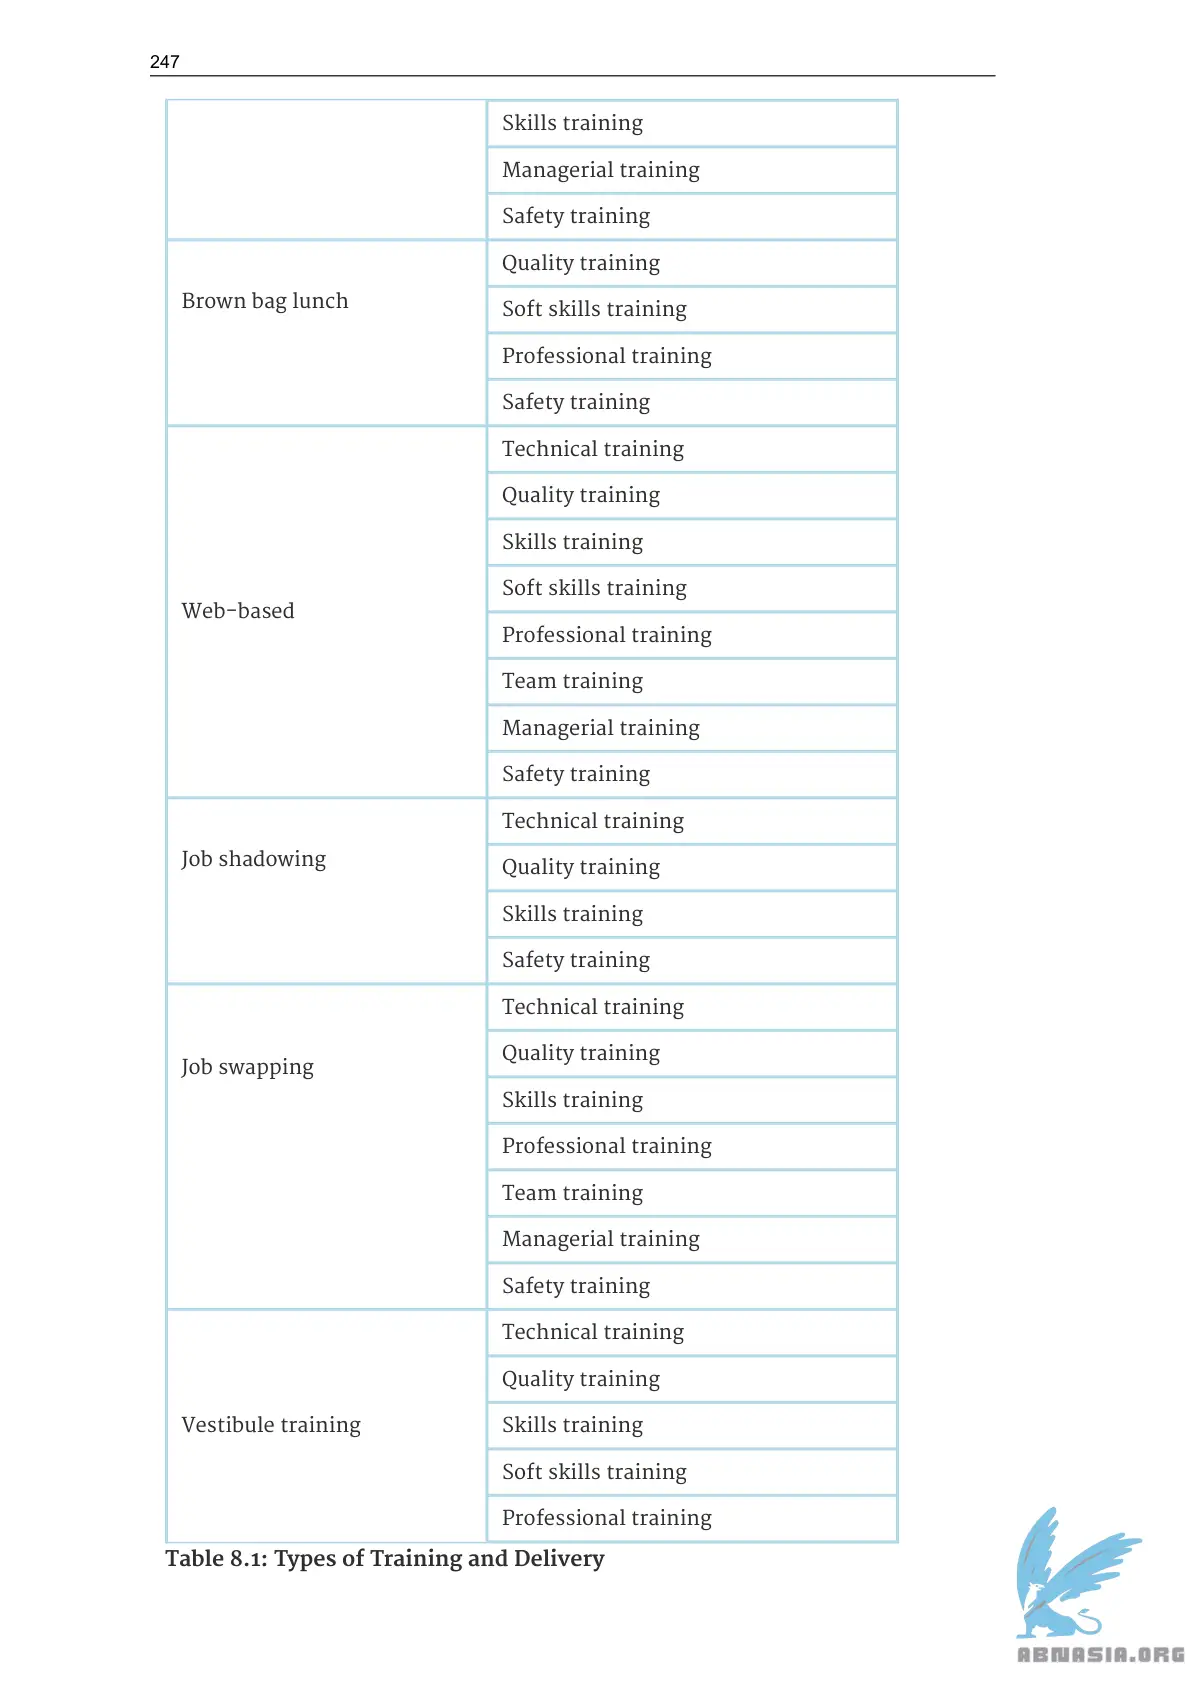 247
Skills training
Managerial training
Safety training
Brown bag lunch
Quality training
Soft skills training
Professional training
Safety training
Web-based
Technical training
Quality training
Skills training
Soft skills training
Professional training
Team training
Managerial training
Safety training
Job shadowing
Technical training
Quality training
Skills training
Safety training
Job swapping
Technical training
Quality training
Skills training
Professional training
Team training
Managerial training
Safety training
Vestibule training
Technical training
Quality training
Skills training
Soft skills training
Professional training
Table 8.1: Types of Training and Delivery
ABNASIA.ORG